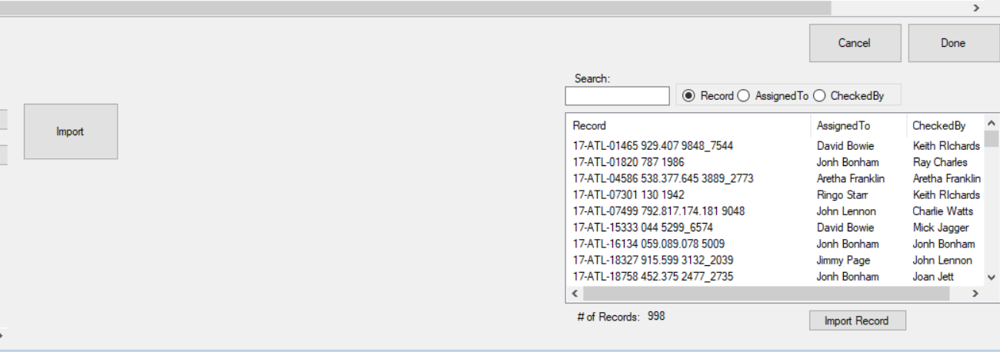 Cancel Done
Search:
Record AssignedTo CheckedBy
Import
Record AssignedTo CheckedBy
17-ATL-01465 929.407 9848_7544 David Bowie Keith RIchards
17-ATL-01820 787 1986 Jonh Bonham Ray Charles
17-ATL-04586 538.377.645 3889_2773 Aretha Franklin Aretha Franklin
17-ATL-07301 130 1942 Ringo Starr Keith RIchards
17-ATL-07499 792.817.174.181 9048 John Lennon Charlie Watts
17-ATL-15333 044 5299_6574 David Bowie Mick Jagger
17-ATL-16134 059.089.078 5009 Jonh Bonham Jonh Bonham
17-ATL-18327 915.599 3132_2039 Jimmy Page John Lennon
17-ATL-18758 452.375 2477_2735 Jonh Bonham Joan Jett
# of Records: 998
Import Record